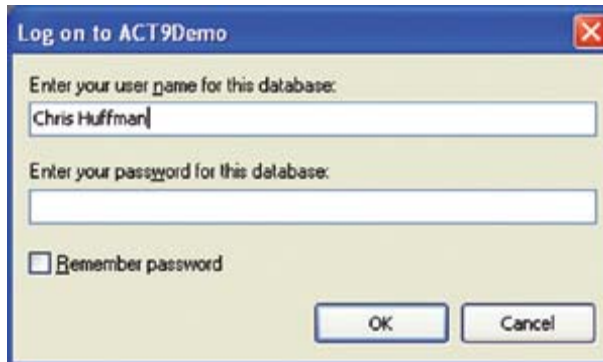 Log on to ACT9Demo
Enter your user name for this database:
Chris Huffman
Enter your password for this database:
Remember password
OK
Cancel